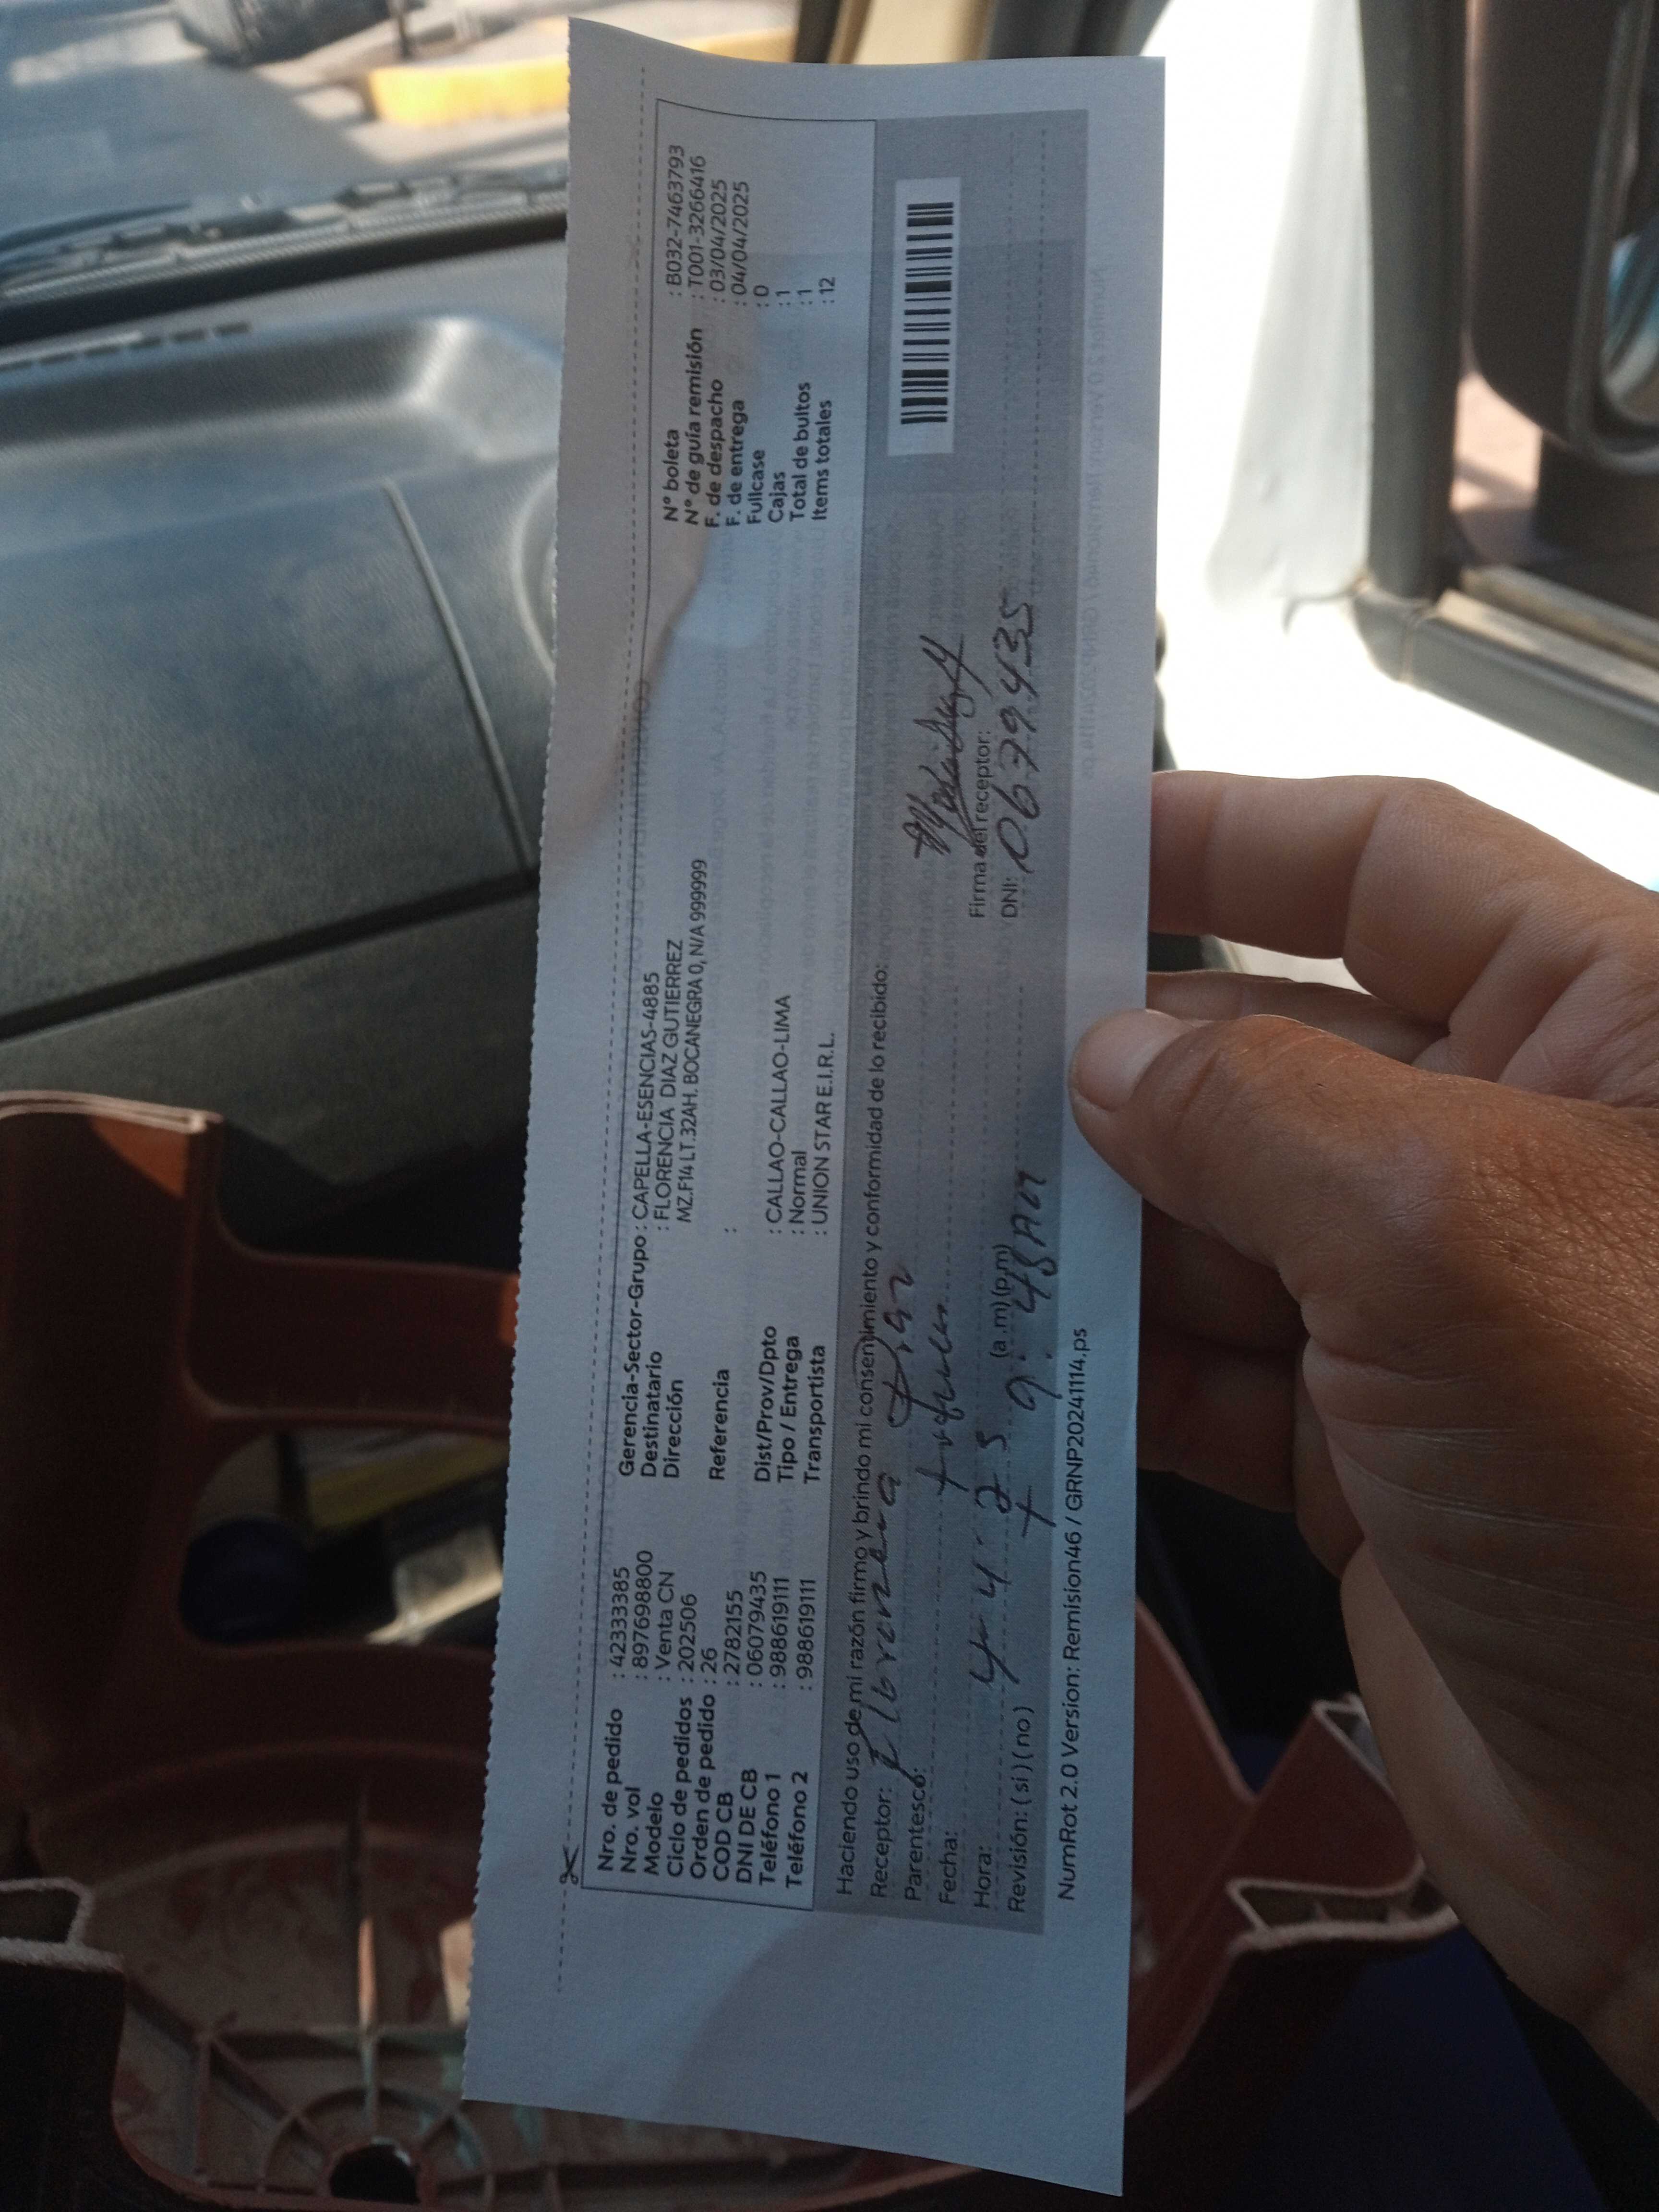 Nro. de pedido : 42333385
Nro. vol : 89769​8800
Modelo : Venta CN
Ciclo de pedidos : 202506
Orden de pedido : 26
COD CB : 2782155
DNI DE CB : 06079435
Teléfono 1 : 988619111
Teléfono 2 : 988619111
Gerencia-Sector-Grupo : CAPELLA-ESENCIAS-4885
Destinatario : FLORENCIA DIAZ GUTIERREZ
Dirección MZ.F14 LT.32AH. BOCANEGRA 0, N/A 999999
Referencia :
Dist/Prov/Dpto : CALLAO-CALLAO-LIMA
Tipo / Entrega : Normal
Transportista : UNION STAR E.I.R.L.
N° boleta : B032-7463793
N° de guía remisión : T001-3266416
F. de despacho : 03/04/2025
F. de entrega : 04/04/2025
Fullcase : 0
Cajas : 1
Total de bultos : 1
Items totales : 12
Haciendo uso de mi razón firmo y brindo mi consentimiento y conformidad de lo recibido:
Receptor: Florencia Diaz
Parentesco:
Fecha: 4 4 25
Hora: 9:48 AM (a.m) (p.m)
Revisión: (si) (no)
Firma del receptor:
DNI: 0679435
NumRot 2.0 Version: Remision46 / GRNP20241114.ps